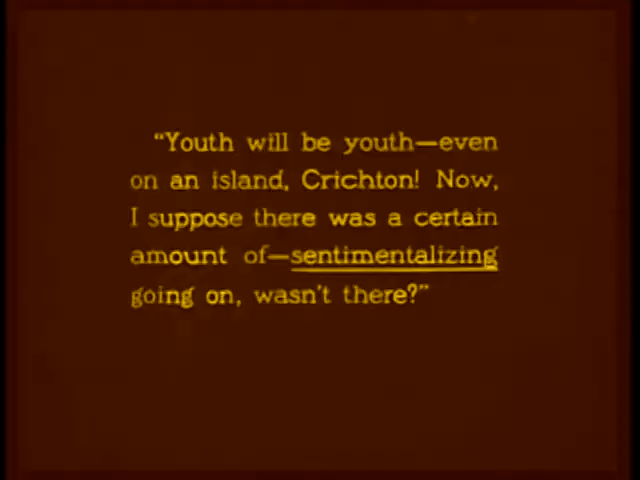 "Youth will be youth—even
on an island, Crichton! Now,
I suppose there was a certain
amount of—sentimentalizing
going on, wasn't there?"